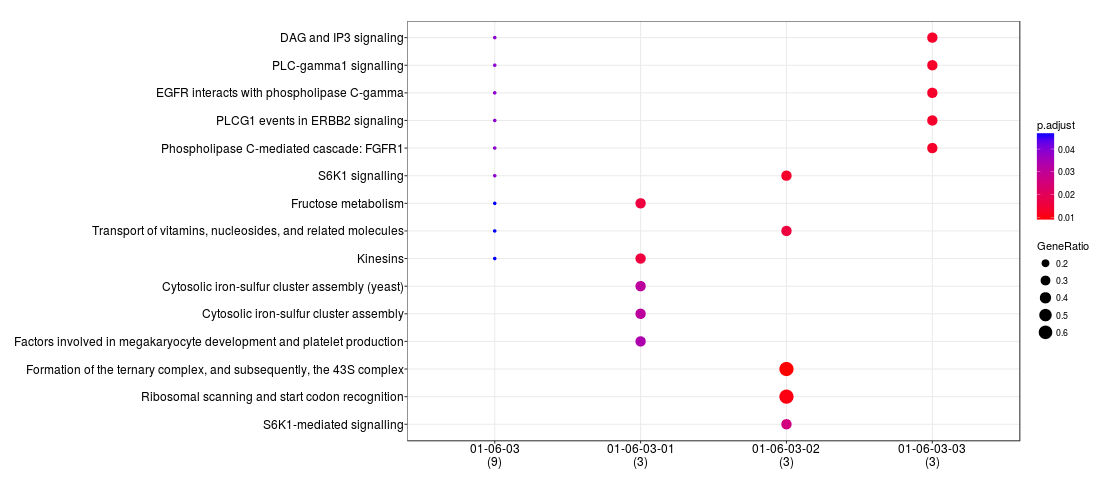 DAG and IP3 signaling
PLC-gamma1 signalling
EGFR interacts with phospholipase C-gamma
PLCG1 events in ERBB2 signaling
Phospholipase C-mediated cascade: FGFR1
S6K1 signalling
Fructose metabolism
Transport of vitamins, nucleosides, and related molecules
Kinesins
Cytosolic iron-sulfur cluster assembly (yeast)
Cytosolic iron-sulfur cluster assembly
Factors involved in megakaryocyte development and platelet production
Formation of the ternary complex, and subsequently, the 43S complex
Ribosomal scanning and start codon recognition
S6K1-mediated signalling
01-06-03
(9)
01-06-03-01
(3)
01-06-03-02
(3)
01-06-03-03
(3)
p.adjust
0.04
0.03
0.02
0.01
GeneRatio
0.2
0.3
0.4
0.5
0.6